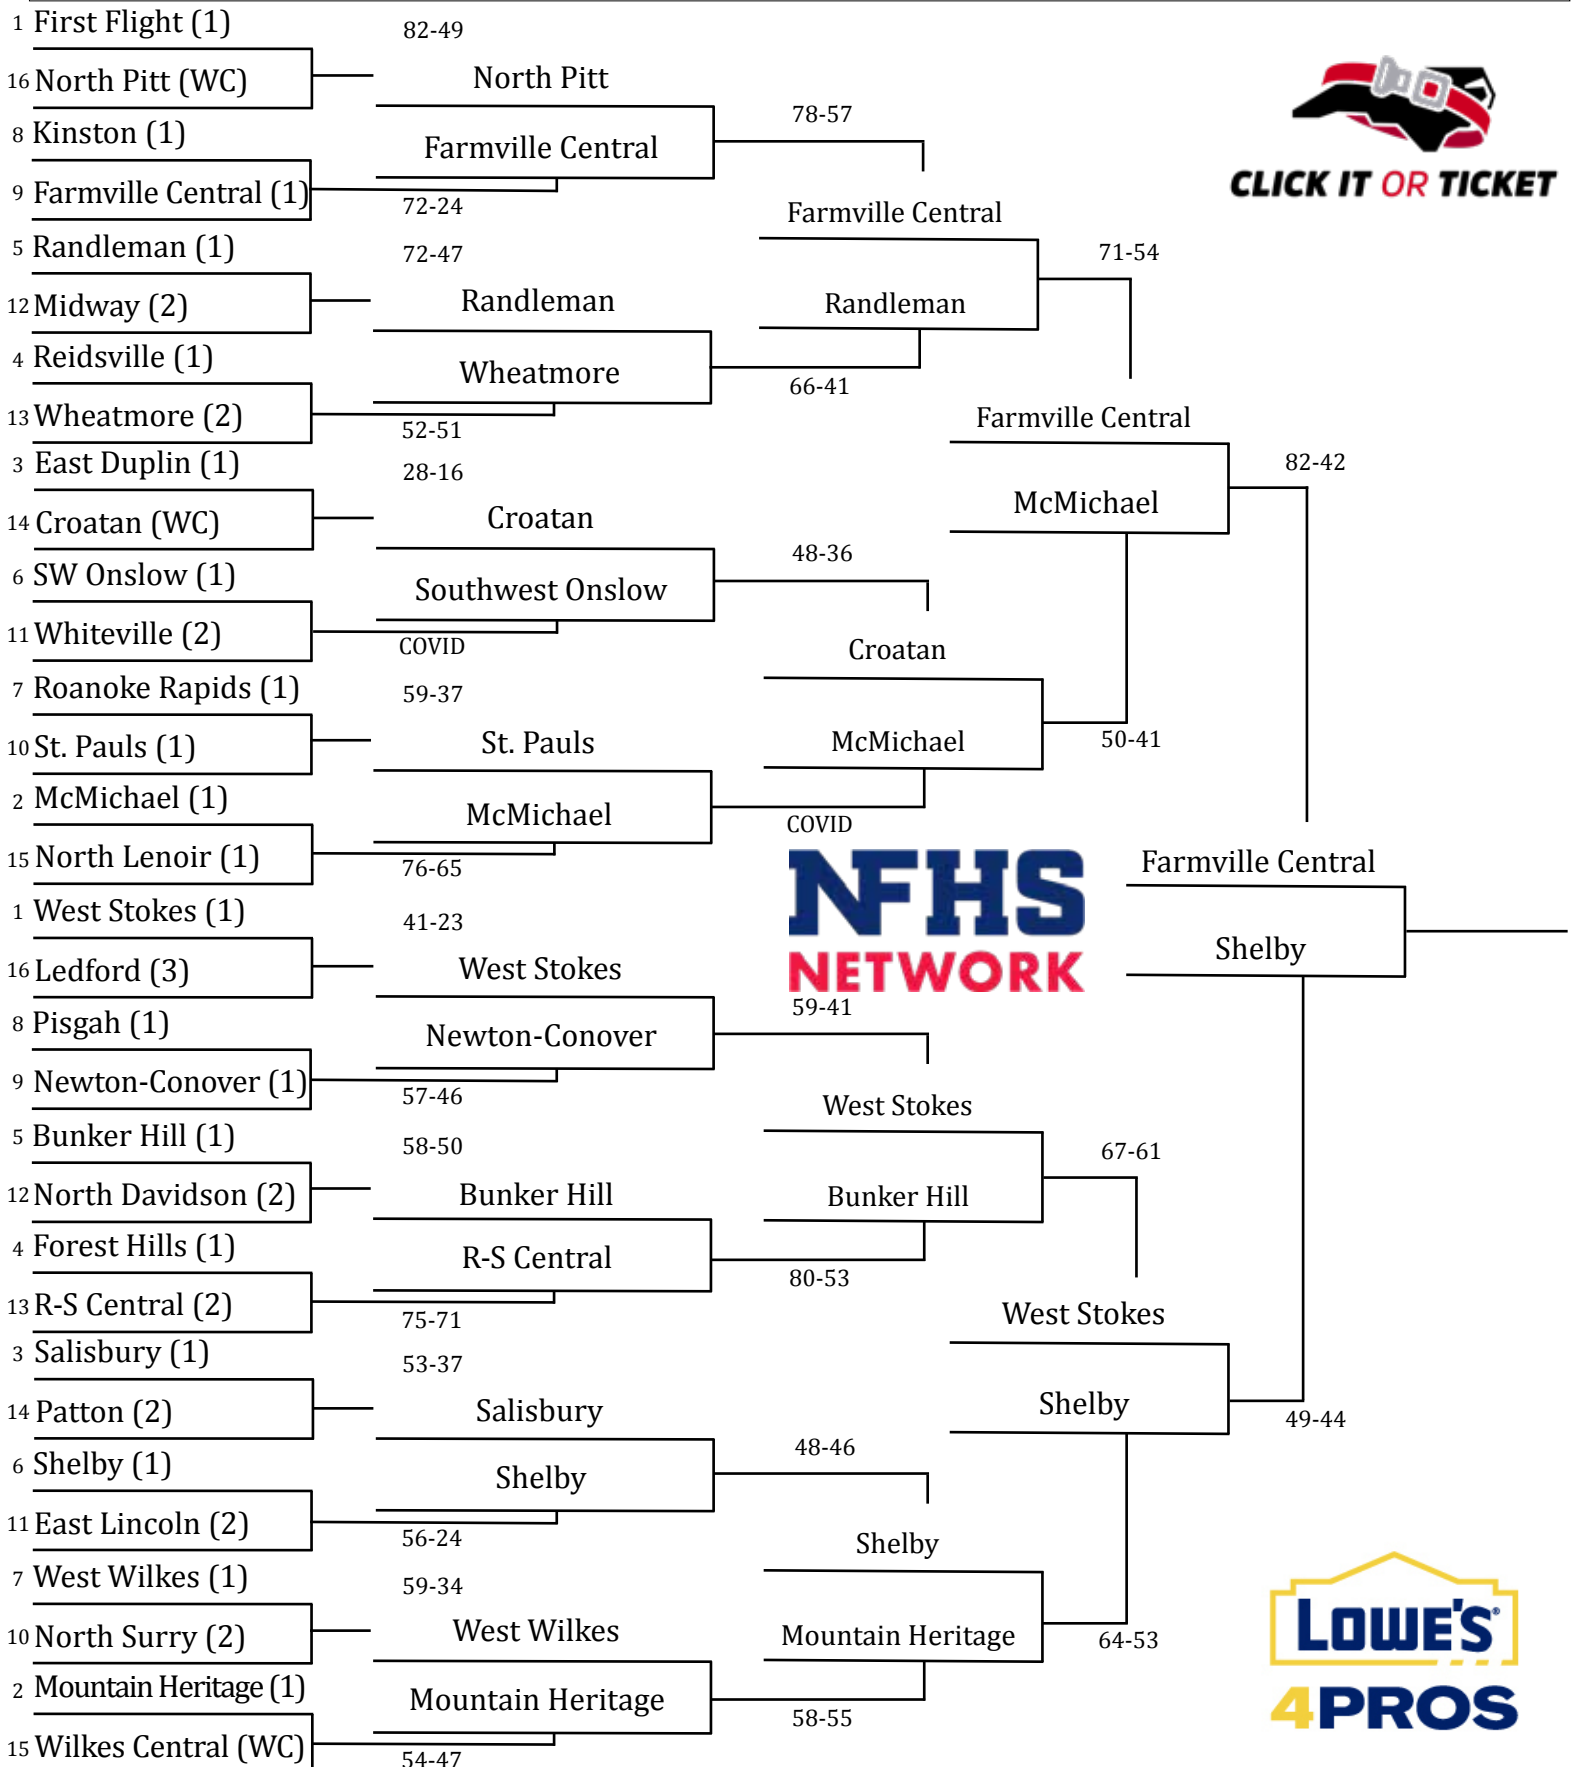 1 First Flight (1)
82-49
16 North Pitt (WC)
North Pitt
78-57
8 Kinston (1)
Farmville Central
9 Farmville Central (1)
72-24
Farmville Central
5 Randleman (1)
72-47
71-54
12 Midway (2)
Randleman
Randleman
4 Reidsville (1)
Wheatmore
66-41
13 Wheatmore (2)
52-51
Farmville Central
3 East Duplin (1)
28-16
82-42
14 Croatan (WC)
Croatan
McMichael
48-36
6 SW Onslow (1)
Southwest Onslow
11 Whiteville (2)
COVID
Croatan
7 Roanoke Rapids (1)
59-37
10 St. Pauls (1)
St. Pauls
McMichael
50-41
2 McMichael (1)
McMichael
COVID
15 North Lenoir (1)
76-65
Farmville Central
1 West Stokes (1)
41-23
Shelby
16 Ledford (3)
West Stokes
59-41
8 Pisgah (1)
Newton-Conover
9 Newton-Conover (1)
57-46
West Stokes
5 Bunker Hill (1)
58-50
67-61
12 North Davidson (2)
Bunker Hill
Bunker Hill
4 Forest Hills (1)
R-S Central
80-53
13 R-S Central (2)
75-71
West Stokes
3 Salisbury (1)
53-37
14 Patton (2)
Salisbury
Shelby
49-44
48-46
6 Shelby (1)
Shelby
11 East Lincoln (2)
56-24
Shelby
7 West Wilkes (1)
59-34
10 North Surry (2)
West Wilkes
Mountain Heritage
64-53
2 Mountain Heritage (1)
Mountain Heritage
58-55
15 Wilkes Central (WC)
54-47
CLICK IT OR TICKET
NFHS
NETWORK
LOWE'S®
4PROS